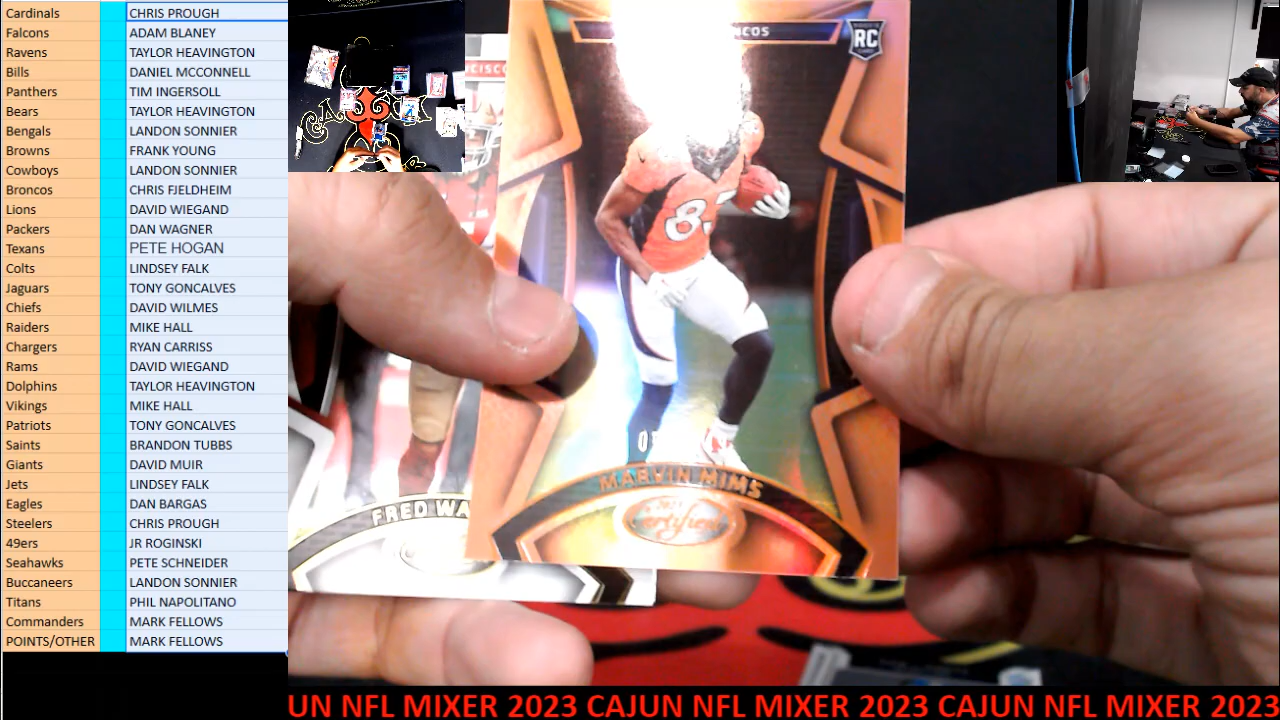 Cardinals CHRIS PROUGH
Falcons ADAM BLANEY
Ravens TAYLOR HEAVINGTON
Bills DANIEL MCCONNELL
Panthers TIM INGERSOLL
Bears TAYLOR HEAVINGTON
Bengals LANDON SONNIER
Browns FRANK YOUNG
Cowboys LANDON SONNIER
Broncos CHRIS FJELDHEIM
Lions DAVID WIEGAND
Packers DAN WAGNER
Texans PETE HOGAN
Colts LINDSEY FALK
Jaguars TONY GONCALVES
Chiefs DAVID WILMES
Raiders MIKE HALL
Chargers RYAN CARRISS
Rams DAVID WIEGAND
Dolphins TAYLOR HEAVINGTON
Vikings MIKE HALL
Patriots TONY GONCALVES
Saints BRANDON TUBBS
Giants DAVID MUIR
Jets LINDSEY FALK
Eagles DAN BARGAS
Steelers CHRIS PROUGH
49ers JR ROGINSKI
Seahawks PETE SCHNEIDER
Buccaneers LANDON SONNIER
Titans PHIL NAPOLITANO
Commanders MARK FELLOWS
POINTS/OTHER MARK FELLOWS
RC
MARVIN MIMS
FRED WA
UN NFL MIXER 2023 CAJUN NFL MIXER 2023 CAJUN NFL MIXER 2023